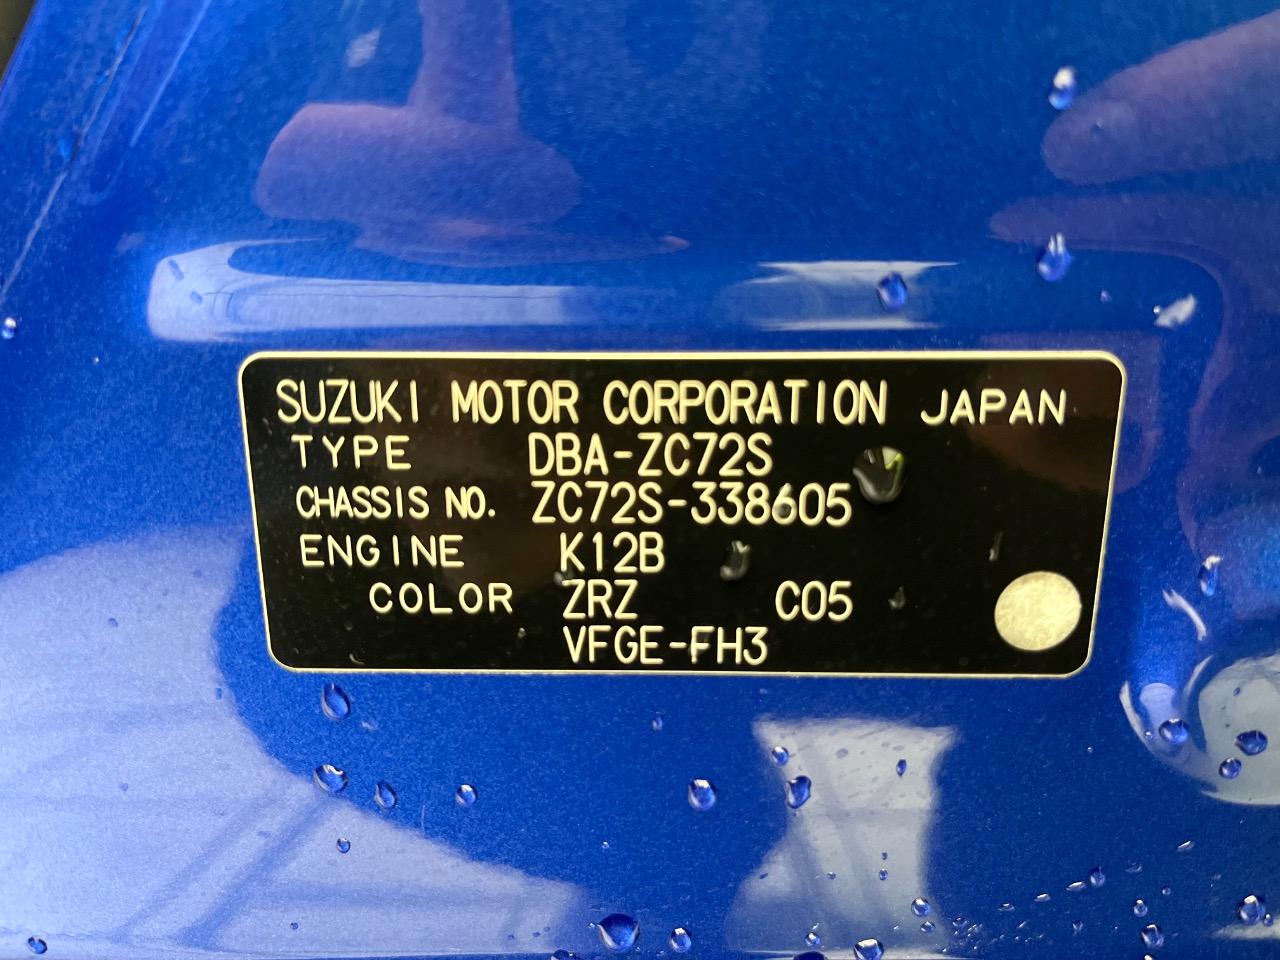 SUZUKI MOTOR CORPORATION JAPAN
TYPE DBA-ZC72S
CHASSIS NO. ZC72S-338605
ENGINE K12B
COLOR ZRZ C05
VFGE-FH3